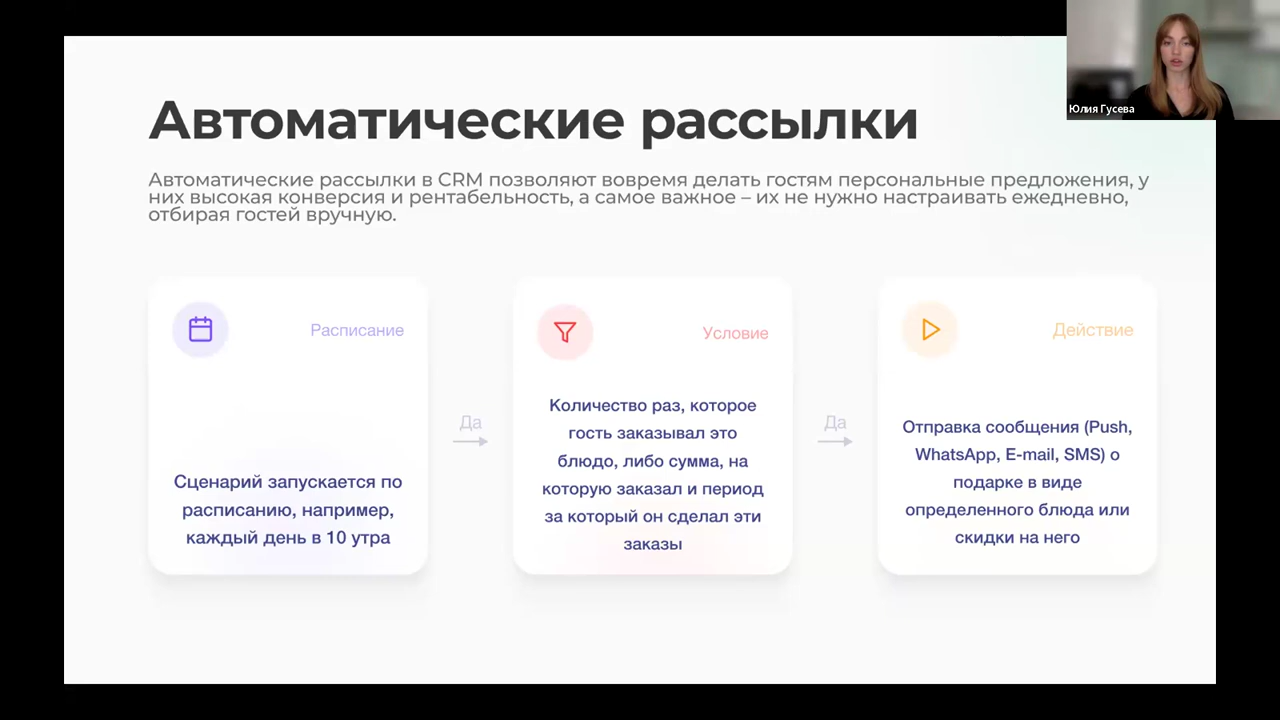 Юлия Гусева
Автоматические рассылки
Автоматические рассылки в CRM позволяют вовремя делать гостям персональные предложения, у
них высокая конверсия и рентабельность, а самое важное – их не нужно настраивать ежедневно,
отбирая гостей вручную.
Расписание
Сценарий запускается по
расписанию, например,
каждый день в 10 утра
Да
Условие
Количество раз, которое
гость заказывал это
блюдо, либо сумма, на
которую заказал и период
за который он сделал эти
заказы
Да
Действие
Отправка сообщения (Push,
WhatsApp, E-mail, SMS) о
подарке в виде
определенного блюда или
скидки на него